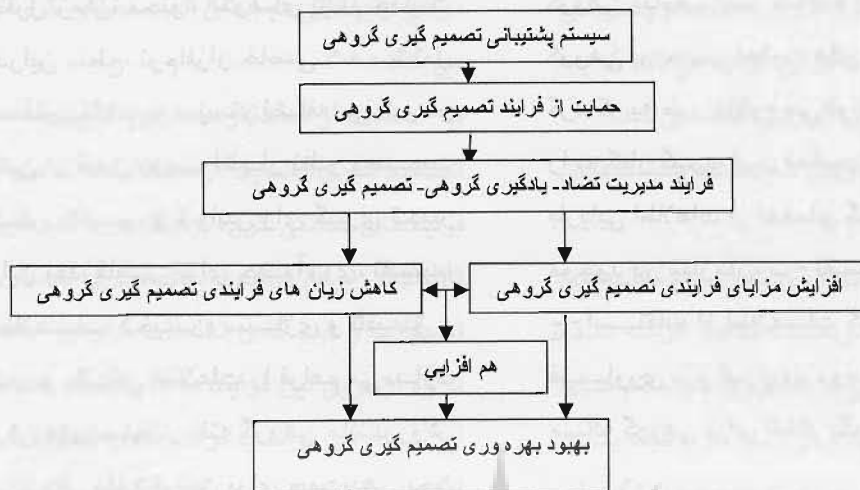 سیستم پشتیبانی تصمیم گیری گروهی
حمایت از فرایند تصمیم گیری گروهی
فرایند مدیریت تضاد- یادگیری گروهی- تصمیم گیری گروهی
افزایش مزایای فرایندی تصمیم گیری گروهی
کاهش زیان های فرایندی تصمیم گیری گروهی
هم افزایی
بهبود بهره وری تصمیم گیری گروهی